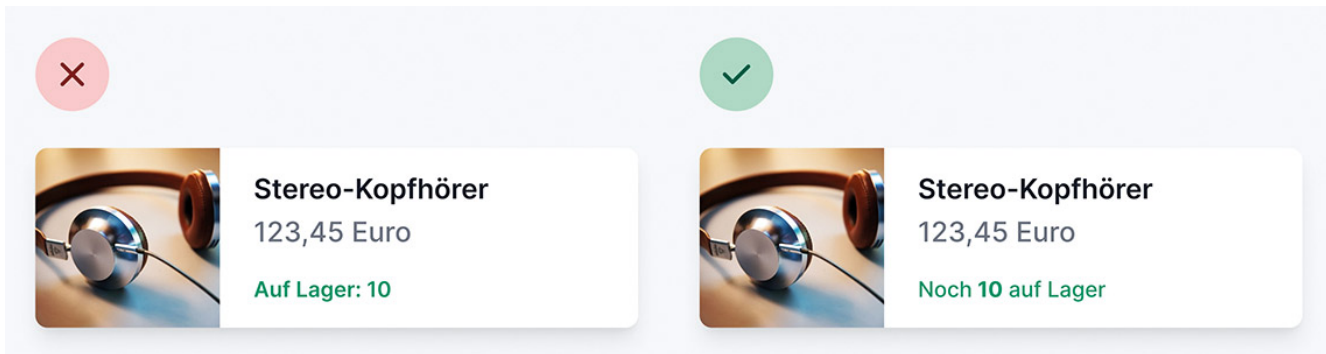 Stereo-Kopfhörer
123,45 Euro
Auf Lager: 10
Stereo-Kopfhörer
123,45 Euro
Noch 10 auf Lager